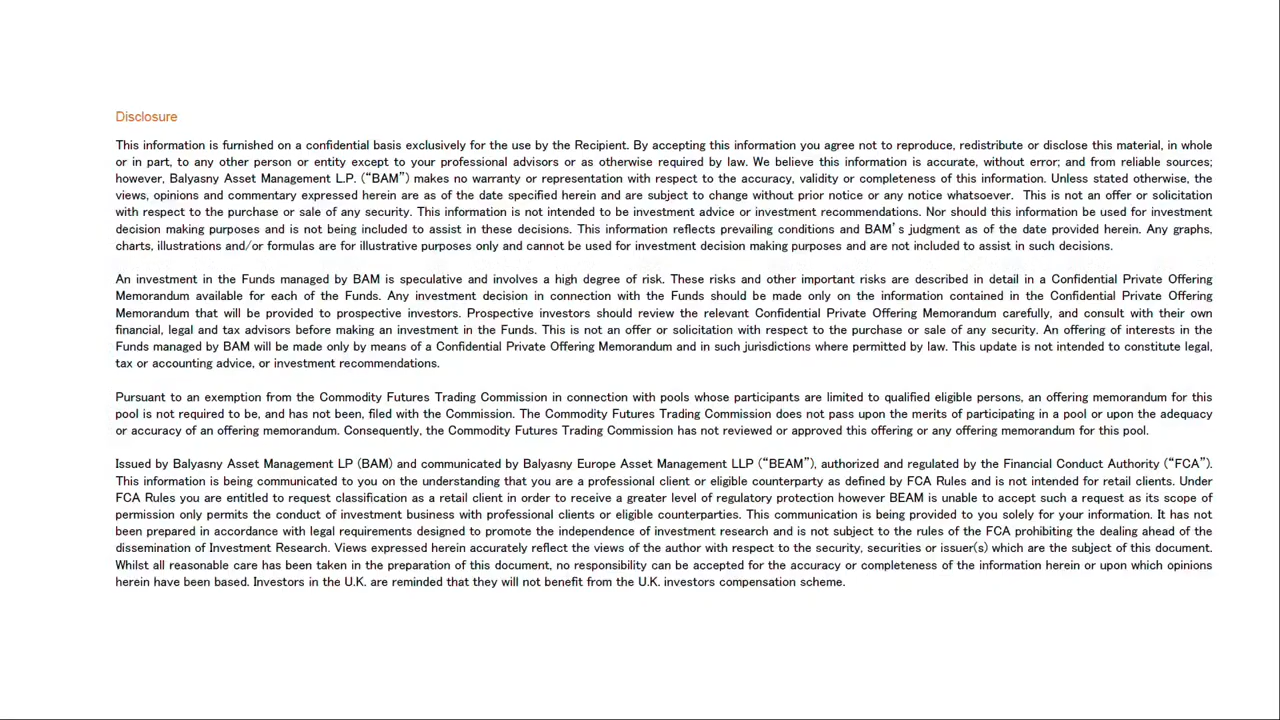 Disclosure
This information is furnished on a confidential basis exclusively for the use by the Recipient. By accepting this information you agree not to reproduce, redistribute or disclose this material, in whole
or in part, to any other person or entity except to your professional advisors or as otherwise required by law. We believe this information is accurate, without error; and from reliable sources;
however, Balyasny Asset Management L.P. (“BAM”) makes no warranty or representation with respect to the accuracy, validity or completeness of this information. Unless stated otherwise, the
views, opinions and commentary expressed herein are as of the date specified herein and are subject to change without prior notice or any notice whatsoever. This is not an offer or solicitation
with respect to the purchase or sale of any security. This information is not intended to be investment advice or investment recommendations. Nor should this information be used for investment
decision making purposes and is not being included to assist in these decisions. This information reflects prevailing conditions and BAM’s judgment as of the date provided herein. Any graphs,
charts, illustrations and/or formulas are for illustrative purposes only and cannot be used for investment decision making purposes and are not included to assist in such decisions.
An investment in the Funds managed by BAM is speculative and involves a high degree of risk. These risks and other important risks are described in detail in a Confidential Private Offering
Memorandum available for each of the Funds. Any investment decision in connection with the Funds should be made only on the information contained in the Confidential Private Offering
Memorandum that will be provided to prospective investors. Prospective investors should review the relevant Confidential Private Offering Memorandum carefully, and consult with their own
financial, legal and tax advisors before making an investment in the Funds. This is not an offer or solicitation with respect to the purchase or sale of any security. An offering of interests in the
Funds managed by BAM will be made only by means of a Confidential Private Offering Memorandum and in such jurisdictions where permitted by law. This update is not intended to constitute legal,
tax or accounting advice, or investment recommendations.
Pursuant to an exemption from the Commodity Futures Trading Commission in connection with pools whose participants are limited to qualified eligible persons, an offering memorandum for this
pool is not required to be, and has not been, filed with the Commission. The Commodity Futures Trading Commission does not pass upon the merits of participating in a pool or upon the adequacy
or accuracy of an offering memorandum. Consequently, the Commodity Futures Trading Commission has not reviewed or approved this offering or any offering memorandum for this pool.
Issued by Balyasny Asset Management LP (BAM) and communicated by Balyasny Europe Asset Management LLP (“BEAM”), authorized and regulated by the Financial Conduct Authority (“FCA”).
This information is being communicated to you on the understanding that you are a professional client or eligible counterparty as defined by FCA Rules and is not intended for retail clients. Under
FCA Rules you are entitled to request classification as a retail client in order to receive a greater level of regulatory protection however BEAM is unable to accept such a request as its scope of
permission only permits the conduct of investment business with professional clients or eligible counterparties. This communication is being provided to you solely for your information. It has not
been prepared in accordance with legal requirements designed to promote the independence of investment research and is not subject to the rules of the FCA prohibiting the dealing ahead of the
dissemination of Investment Research. Views expressed herein accurately reflect the views of the author with respect to the security, securities or issuer(s) which are the subject of this document.
Whilst all reasonable care has been taken in the preparation of this document, no responsibility can be accepted for the accuracy or completeness of the information herein or upon which opinions
herein have been based. Investors in the U.K. are reminded that they will not benefit from the U.K. investors compensation scheme.